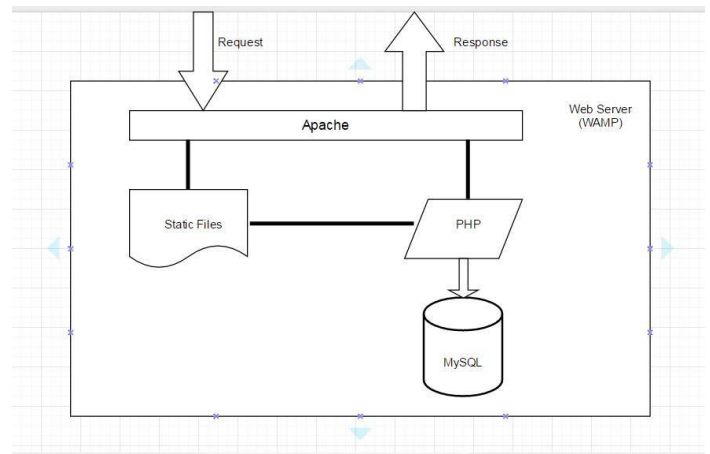 Request
Response
Web Server
(WAMP)
Apache
Static Files
PHP
MySQL